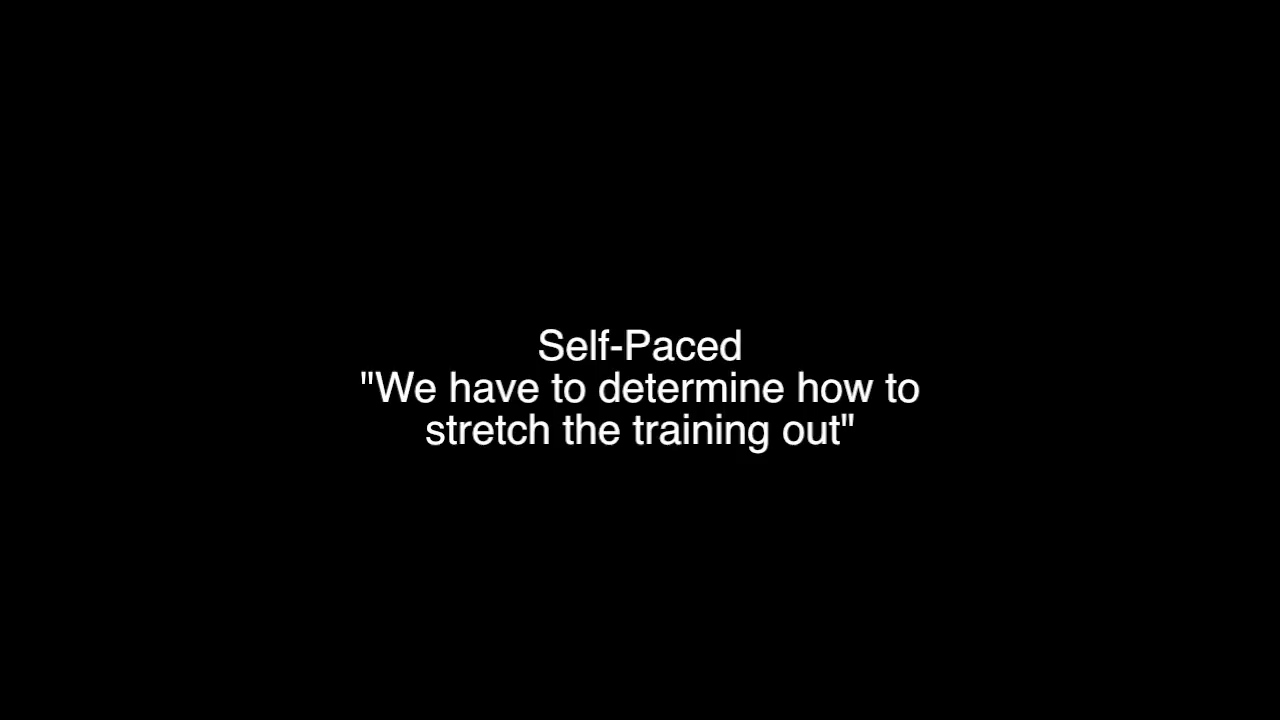 Self-Paced
"We have to determine how to
stretch the training out"